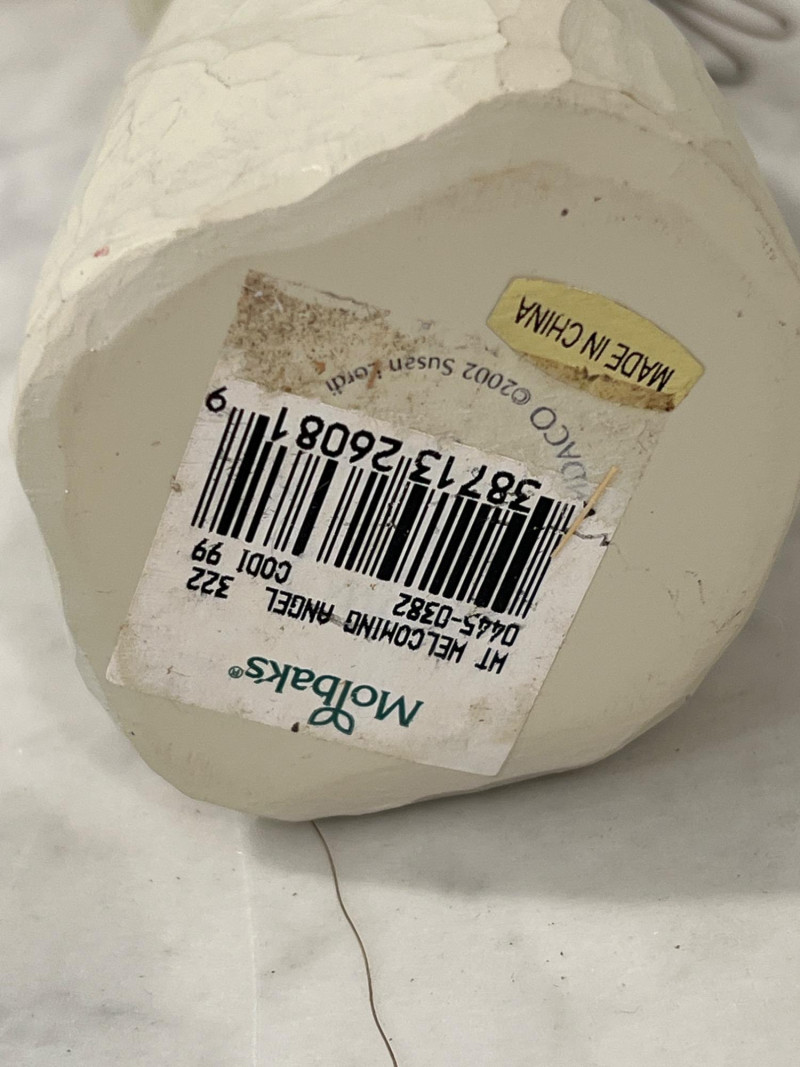 Molbak's®
WT WELCOMING ANGEL 322
0445-0382 CODI 99
38713 26081 9
©2002 Susan Lordi
MADE IN CHINA